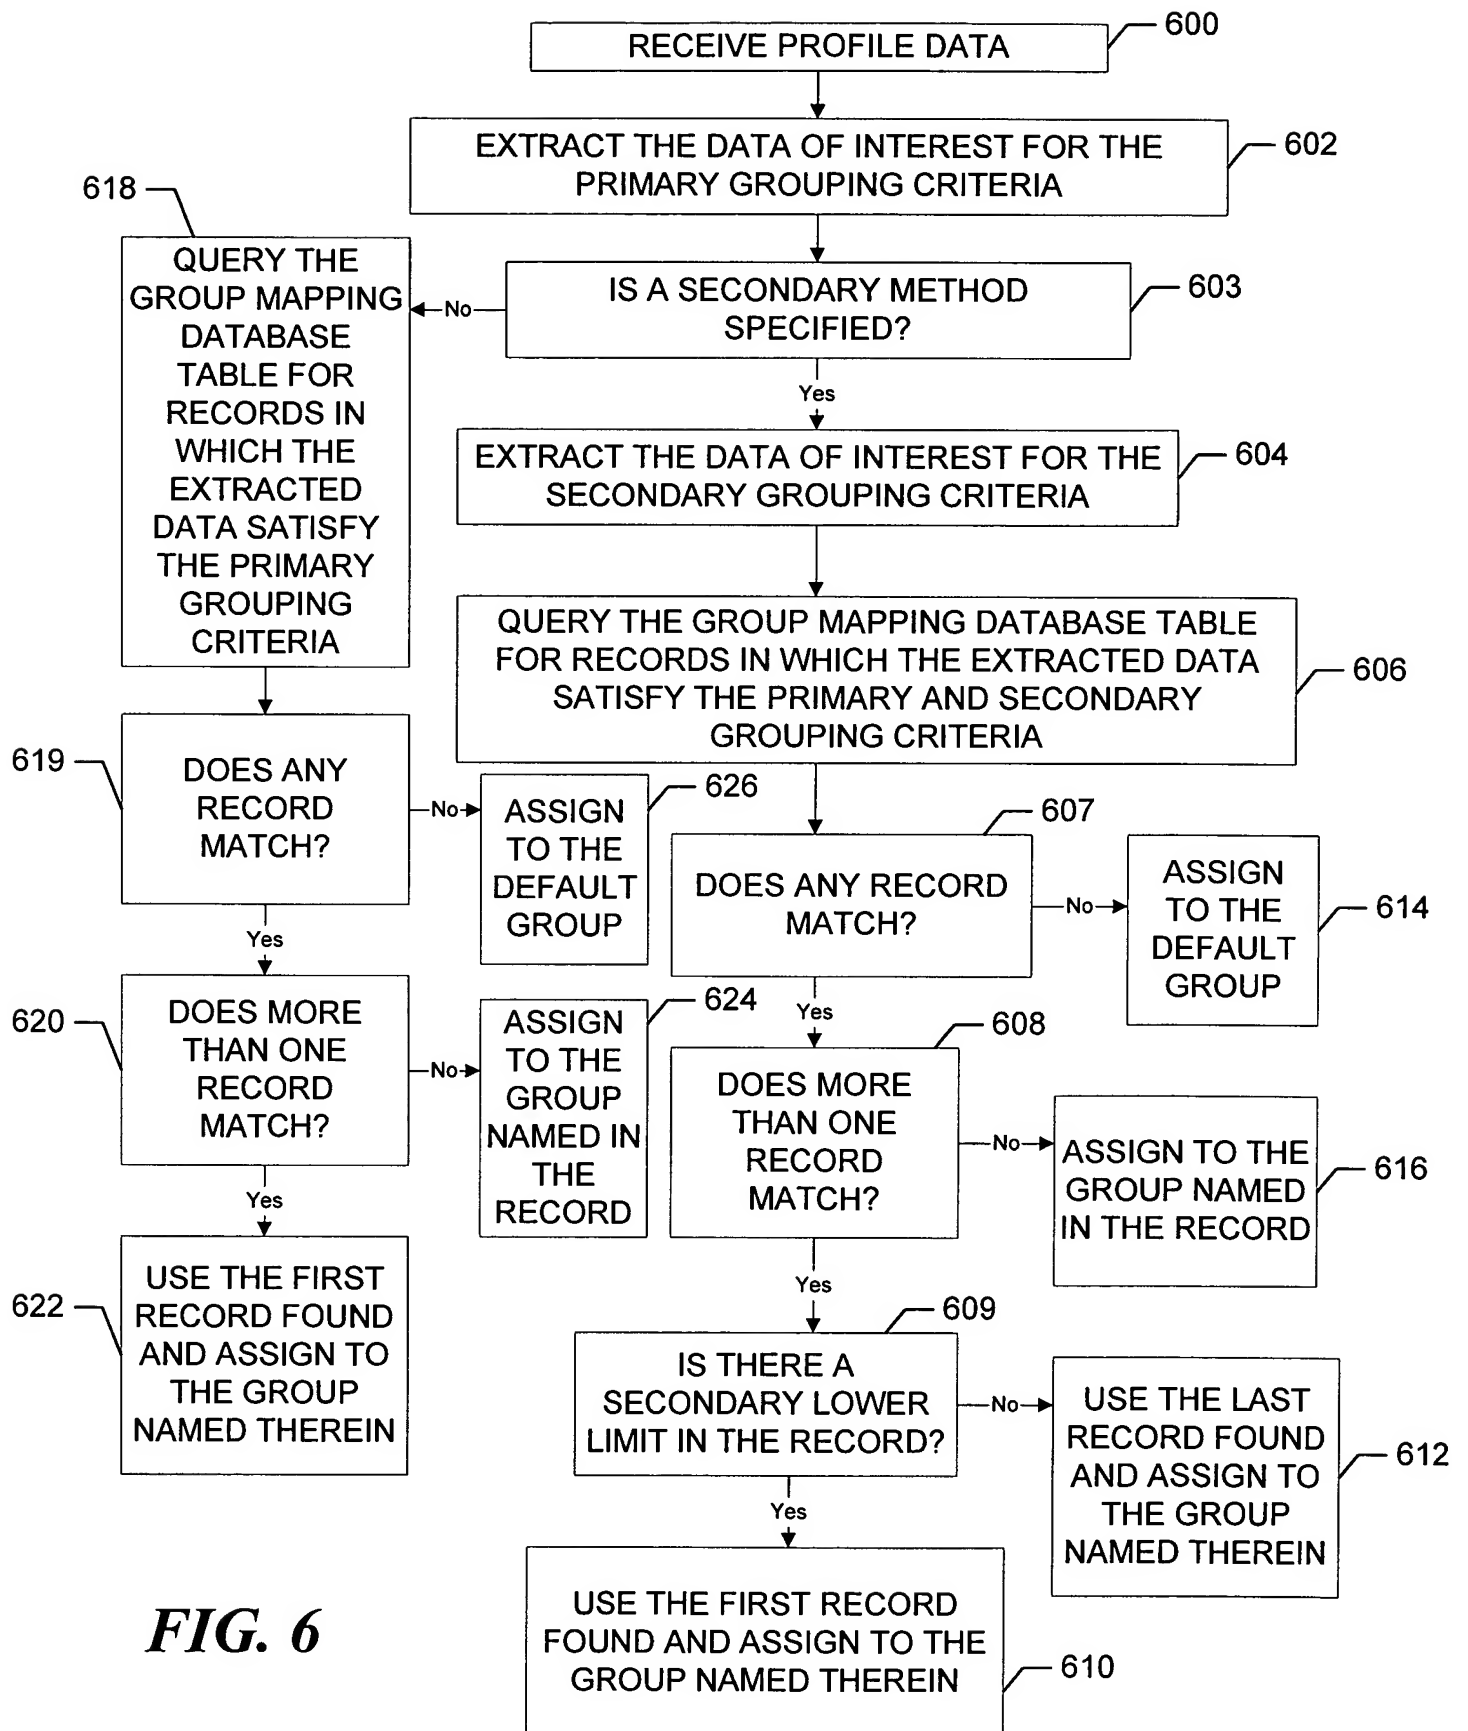 RECEIVE PROFILE DATA
600
EXTRACT THE DATA OF INTEREST FOR THE
PRIMARY GROUPING CRITERIA
602
IS A SECONDARY METHOD
SPECIFIED?
603
No
Yes
618
QUERY THE
GROUP MAPPING
DATABASE
TABLE FOR
RECORDS IN
WHICH THE
EXTRACTED
DATA SATISFY
THE PRIMARY
GROUPING
CRITERIA
EXTRACT THE DATA OF INTEREST FOR THE
SECONDARY GROUPING CRITERIA
604
QUERY THE GROUP MAPPING DATABASE TABLE
FOR RECORDS IN WHICH THE EXTRACTED DATA
SATISFY THE PRIMARY AND SECONDARY
GROUPING CRITERIA
606
619
DOES ANY
RECORD
MATCH?
No
Yes
ASSIGN
TO THE
DEFAULT
GROUP
626
607
DOES ANY RECORD
MATCH?
No
Yes
ASSIGN
TO THE
DEFAULT
GROUP
614
620
DOES MORE
THAN ONE
RECORD
MATCH?
No
Yes
ASSIGN
TO THE
GROUP
NAMED IN
THE
RECORD
624
608
DOES MORE
THAN ONE
RECORD
MATCH?
No
Yes
ASSIGN TO THE
GROUP NAMED
IN THE RECORD
616
622
USE THE FIRST
RECORD FOUND
AND ASSIGN TO
THE GROUP
NAMED THEREIN
609
IS THERE A
SECONDARY LOWER
LIMIT IN THE RECORD?
No
Yes
USE THE LAST
RECORD FOUND
AND ASSIGN TO
THE GROUP
NAMED THEREIN
612
USE THE FIRST RECORD
FOUND AND ASSIGN TO THE
GROUP NAMED THEREIN
610
FIG. 6